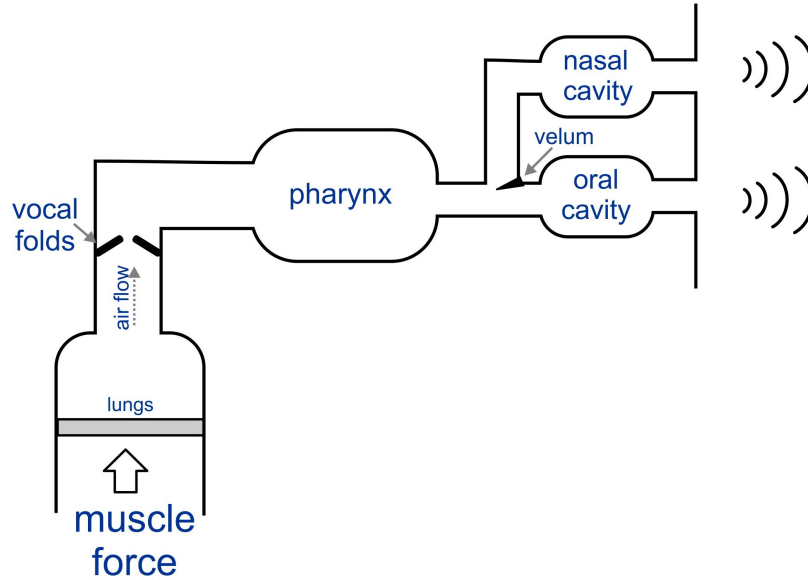 nasal
cavity
velum
pharynx
oral
cavity
vocal
folds
air flow
lungs
muscle
force